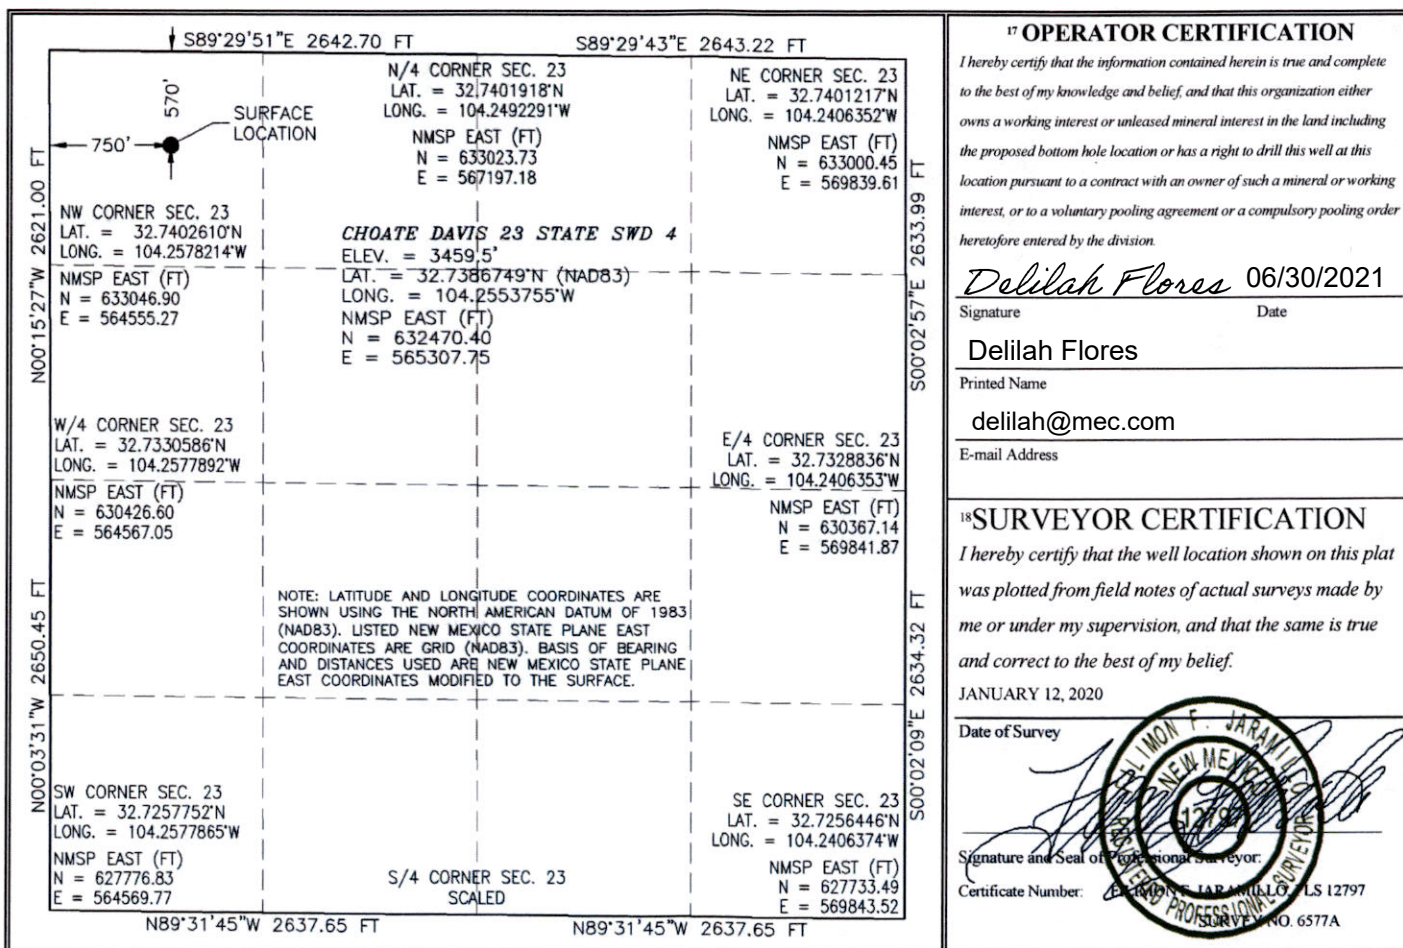 S89°29'51"E 2642.70 FT
S89°29'43"E 2643.22 FT
570'
750'
SURFACE
LOCATION
N/4 CORNER SEC. 23
LAT. = 32.7401918°N
LONG. = 104.2492291°W
NMSP EAST (FT)
N = 633023.73
E = 567197.18
NE CORNER SEC. 23
LAT. = 32.7401217°N
LONG. = 104.2406352°W
NMSP EAST (FT)
N = 633000.45
E = 569839.61
NW CORNER SEC. 23
LAT. = 32.7402610°N
LONG. = 104.2578214°W
NMSP EAST (FT)
N = 633046.90
E = 564555.27
CHOATE DAVIS 23 STATE SWD 4
ELEV. = 3459.5'
LAT. = 32.7386749°N (NAD83)
LONG. = 104.2553755°W
NMSP EAST (FT)
N = 632470.40
E = 565307.75
N00°15'27"W 2621.00 FT
S00°02'57"E 2633.99 FT
W/4 CORNER SEC. 23
LAT. = 32.7330586°N
LONG. = 104.2577892°W
NMSP EAST (FT)
N = 630426.60
E = 564567.05
E/4 CORNER SEC. 23
LAT. = 32.7328836°N
LONG. = 104.2406353°W
NMSP EAST (FT)
N = 630367.14
E = 569841.87
NOTE: LATITUDE AND LONGITUDE COORDINATES ARE
SHOWN USING THE NORTH AMERICAN DATUM OF 1983
(NAD83). LISTED NEW MEXICO STATE PLANE EAST
COORDINATES ARE GRID (NAD83). BASIS OF BEARING
AND DISTANCES USED ARE NEW MEXICO STATE PLANE
EAST COORDINATES MODIFIED TO THE SURFACE.
N00°03'31"W 2650.45 FT
S00°02'09"E 2634.32 FT
SW CORNER SEC. 23
LAT. = 32.7257752°N
LONG. = 104.2577865°W
NMSP EAST (FT)
N = 627776.83
E = 564569.77
S/4 CORNER SEC. 23
SCALED
SE CORNER SEC. 23
LAT. = 32.7256446°N
LONG. = 104.2406374°W
NMSP EAST (FT)
N = 627733.49
E = 569843.52
N89°31'45"W 2637.65 FT
N89°31'45"W 2637.65 FT
17 OPERATOR CERTIFICATION
I hereby certify that the information contained herein is true and complete
to the best of my knowledge and belief, and that this organization either
owns a working interest or unleased mineral interest in the land including
the proposed bottom hole location or has a right to drill this well at this
location pursuant to a contract with an owner of such a mineral or working
interest, or to a voluntary pooling agreement or a compulsory pooling order
heretofore entered by the division.
Delilah Flores 06/30/2021
Signature Date
Delilah Flores
Printed Name
delilah@mec.com
E-mail Address
18 SURVEYOR CERTIFICATION
I hereby certify that the well location shown on this plat
was plotted from field notes of actual surveys made by
me or under my supervision, and that the same is true
and correct to the best of my belief.
JANUARY 12, 2020
Date of Survey
FILIMON F. JARAMILLO
NEW MEXICO
12797
REGISTERED PROFESSIONAL SURVEYOR
Signature and Seal of Professional Surveyor:
Certificate Number: FILIMON F. JARAMILLO, PLS 12797
SURVEY NO. 6577A